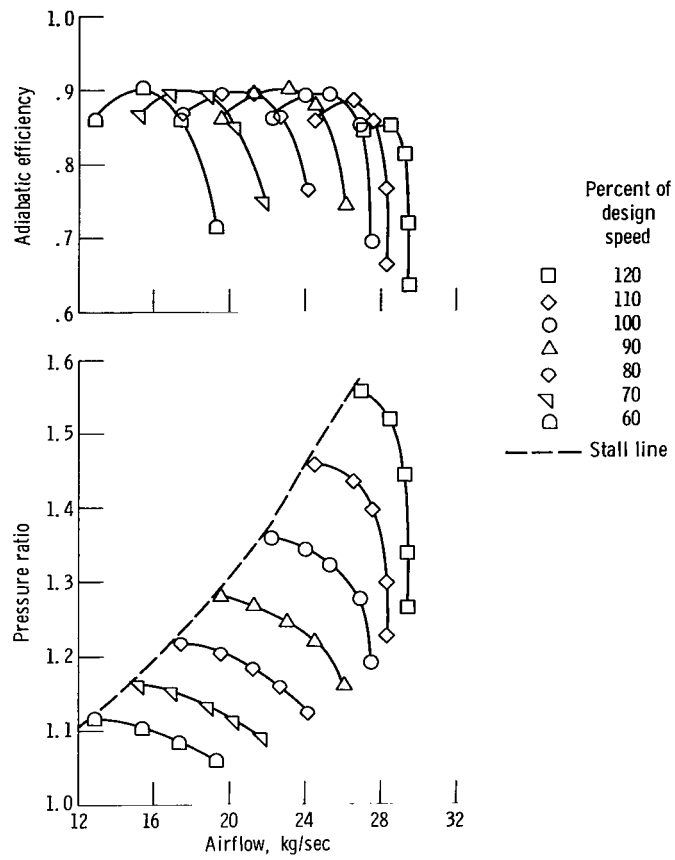 1.0
.9
.8
.7
.6
Adiabatic efficiency
Percent of
design
speed
120
110
100
90
80
70
60
Stall line
1.6
1.5
1.4
1.3
1.2
1.1
1.0
Pressure ratio
12 16 20 24 28 32
Airflow, kg/sec